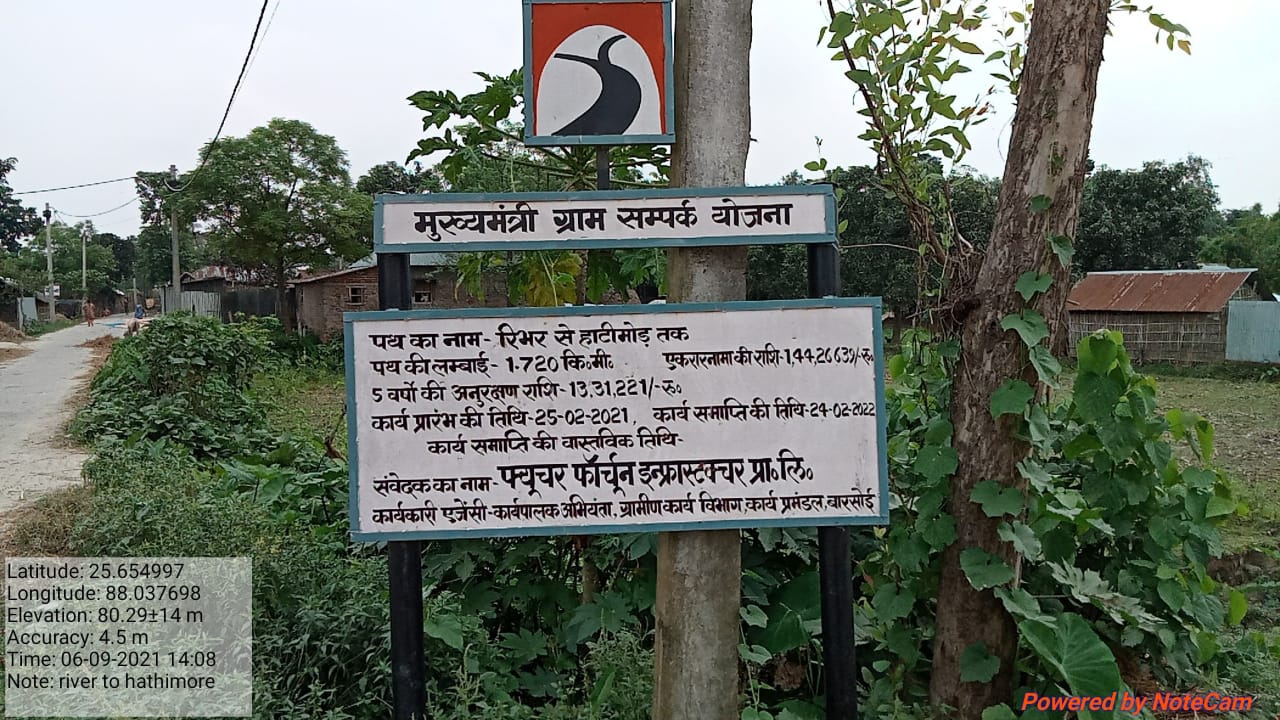 मुख्यमंत्री ग्राम सम्पर्क योजना
पथ का नाम- रिभर से हाटीमोड़ तक
पथ की लम्बाई- 1.720 कि॰मी॰ एकरारनामा की राशि-1,44,26639/-रु॰
5 वर्षो की अनुरक्षण राशि- 13,31,221/-रु॰
कार्य प्रारंभ की तिथि-25-02-2021, कार्य समाप्ति की तिथि-24-02-2022
कार्य समाप्ति की वास्तविक तिथि-
संवेदक का नाम- फ्यूचर फॉर्चून इन्फ्रास्टक्चर प्रा॰लि॰
कार्यकारी एजेंसी-कार्यपालक अभियंता, ग्रामीण कार्य विभाग, कार्य प्रमंडल, बारसोई
Latitude: 25.654997
Longitude: 88.037698
Elevation: 80.29±14 m
Accuracy: 4.5 m
Time: 06-09-2021 14:08
Note: river to hathimore
Powered by NoteCam